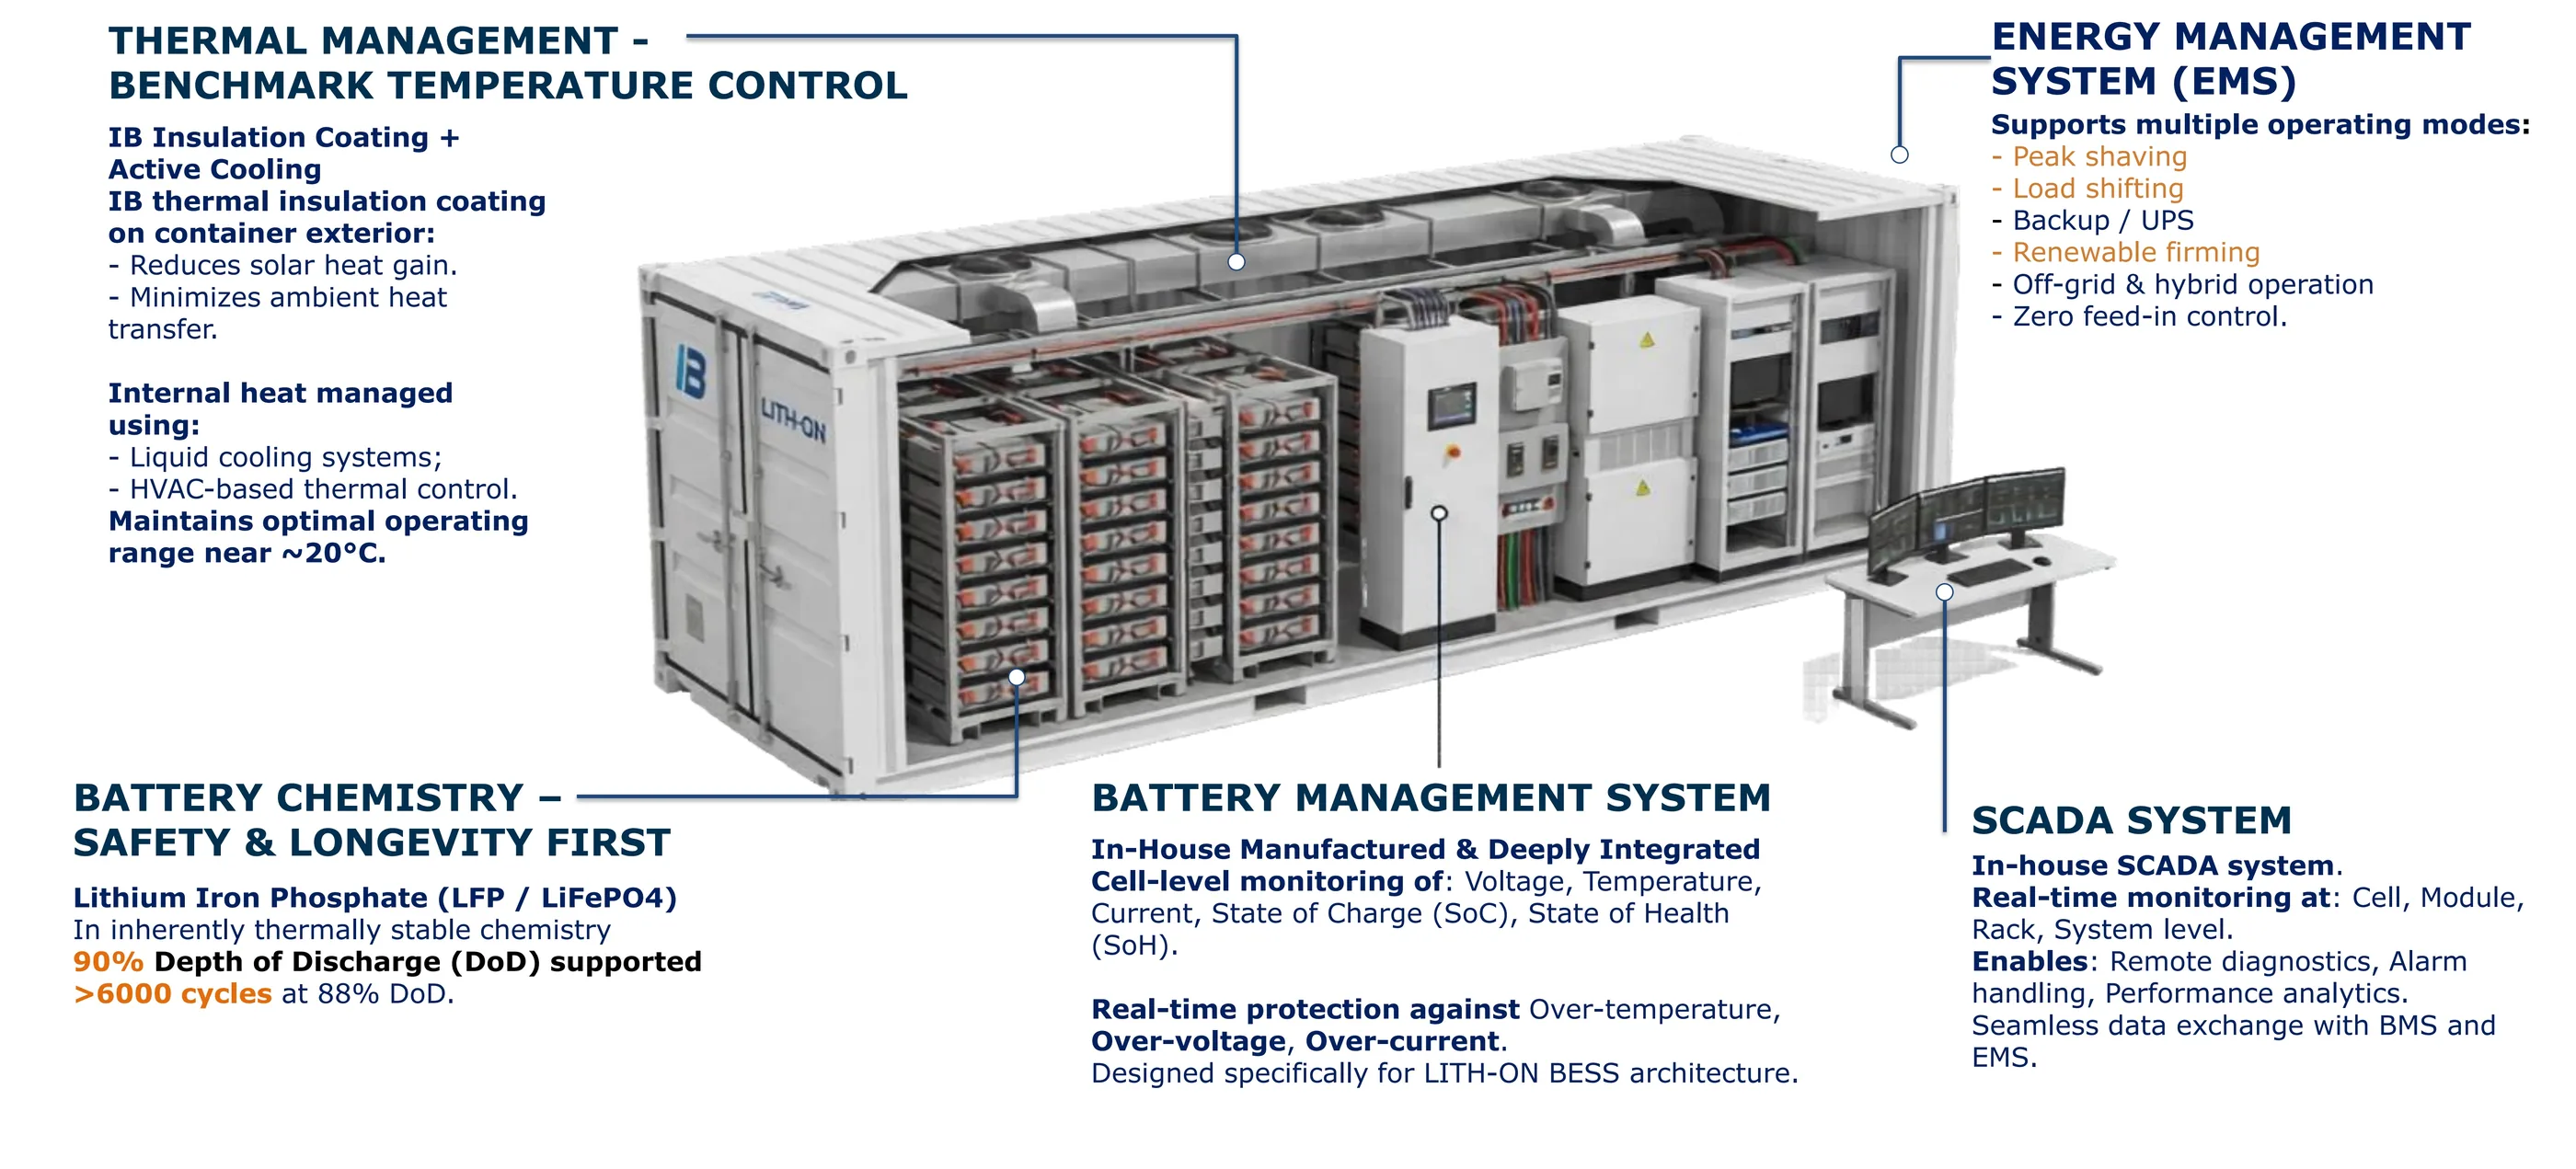 THERMAL MANAGEMENT -
BENCHMARK TEMPERATURE CONTROL
IB Insulation Coating +
Active Cooling
IB thermal insulation coating
on container exterior:
- Reduces solar heat gain.
- Minimizes ambient heat
transfer.
Internal heat managed
using:
- Liquid cooling systems;
- HVAC-based thermal control.
Maintains optimal operating
range near ~20°C.
ENERGY MANAGEMENT
SYSTEM (EMS)
Supports multiple operating modes:
- Peak shaving
- Load shifting
- Backup / UPS
- Renewable firming
- Off-grid & hybrid operation
- Zero feed-in control.
IB
LITH-ON
BATTERY CHEMISTRY –
SAFETY & LONGEVITY FIRST
Lithium Iron Phosphate (LFP / LiFePO4)
In inherently thermally stable chemistry
90% Depth of Discharge (DoD) supported
>6000 cycles at 88% DoD.
BATTERY MANAGEMENT SYSTEM
In-House Manufactured & Deeply Integrated
Cell-level monitoring of: Voltage, Temperature,
Current, State of Charge (SoC), State of Health
(SoH).
Real-time protection against Over-temperature,
Over-voltage, Over-current.
Designed specifically for LITH-ON BESS architecture.
SCADA SYSTEM
In-house SCADA system.
Real-time monitoring at: Cell, Module,
Rack, System level.
Enables: Remote diagnostics, Alarm
handling, Performance analytics.
Seamless data exchange with BMS and
EMS.